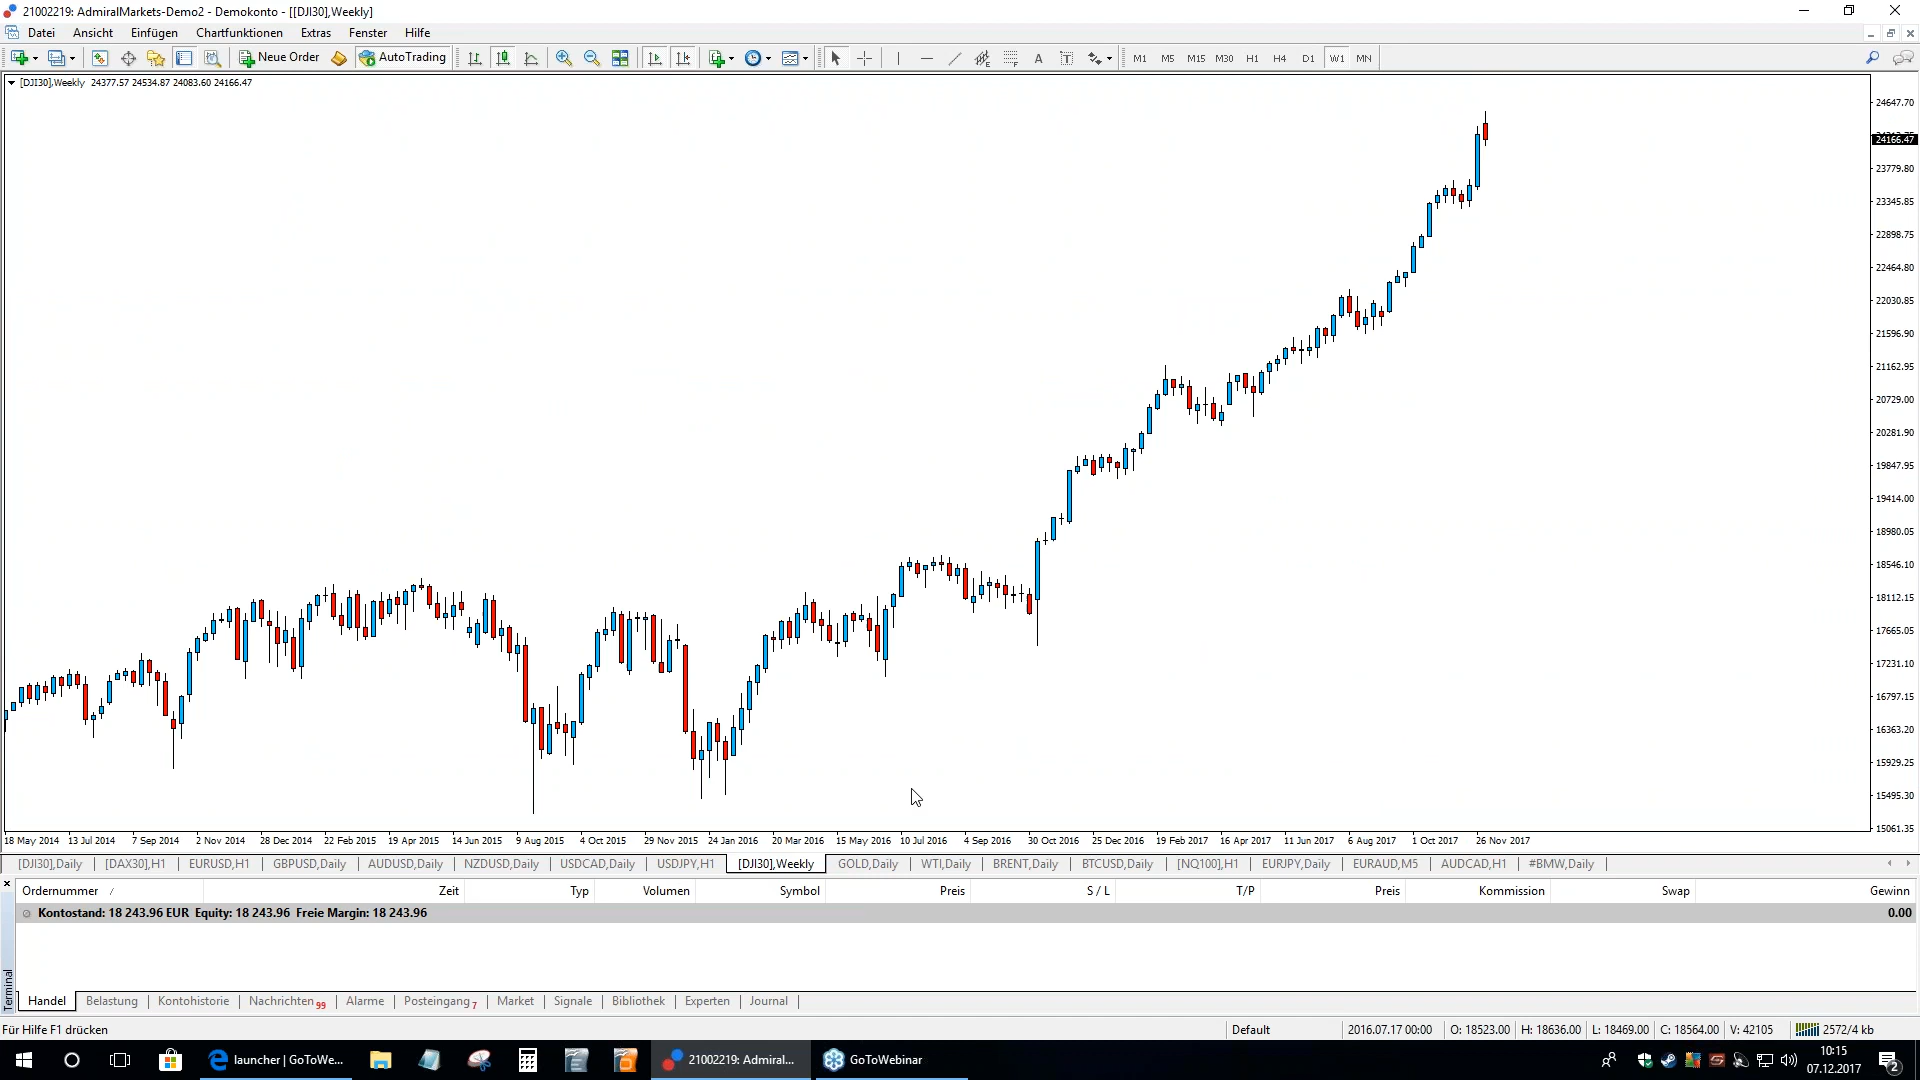 21002219: AdmiralMarkets-Demo2 - Demokonto - [[DJI30],Weekly]
Datei Ansicht Einfügen Chartfunktionen Extras Fenster Hilfe
New Order AutoTrading A T M1 M5 M15 M30 H1 H4 D1 W1 MN
[DJI30],Weekly 24377.57 24534.87 24083.60 24166.47
24647.70
24166.47
23779.80
23345.85
22898.75
22464.80
22030.85
21596.90
21162.95
20729.00
20281.90
19847.95
19414.00
18980.05
18546.10
18112.15
17665.05
17231.10
16797.15
16363.20
15929.25
15495.30
15061.35
18 May 2014 13 Jul 2014 7 Sep 2014 2 Nov 2014 28 Dec 2014 22 Feb 2015 19 Apr 2015 14 Jun 2015 9 Aug 2015 4 Oct 2015 29 Nov 2015 24 Jan 2016 20 Mar 2016 15 May 2016 10 Jul 2016 4 Sep 2016 30 Oct 2016 25 Dec 2016 19 Feb 2017 16 Apr 2017 11 Jun 2017 6 Aug 2017 1 Oct 2017 26 Nov 2017
[DJI30],Daily [DAX30],H1 EURUSD,H1 GBPUSD,Daily AUDUSD,Daily NZDUSD,Daily USDCAD,Daily USDJPY,H1 [DJI30],Weekly GOLD,Daily WTI,Daily BRENT,Daily BTCUSD,Daily [NQ100],H1 EURJPY,Daily EURAUD,M5 AUDCAD,H1 #BMW,Daily
Ordernummer / Zeit Typ Volumen Symbol Preis S / L T/P Preis Kommission Swap Gewinn
Kontostand: 18 243.96 EUR Equity: 18 243.96 Freie Margin: 18 243.96 0.00
Terminal
Handel Belastung Kontohistorie Nachrichten 99 Alarme Posteingang 7 Market Signale Bibliothek Experten Journal
Für Hilfe F1 drücken Default 2016.07.17 00:00 O: 18523.00 H: 18636.00 L: 18469.00 C: 18564.00 V: 42105 2572/4 kb
launcher | GoToWe... 21002219: Admiral... GoToWebinar 10:15
07.12.2017 2